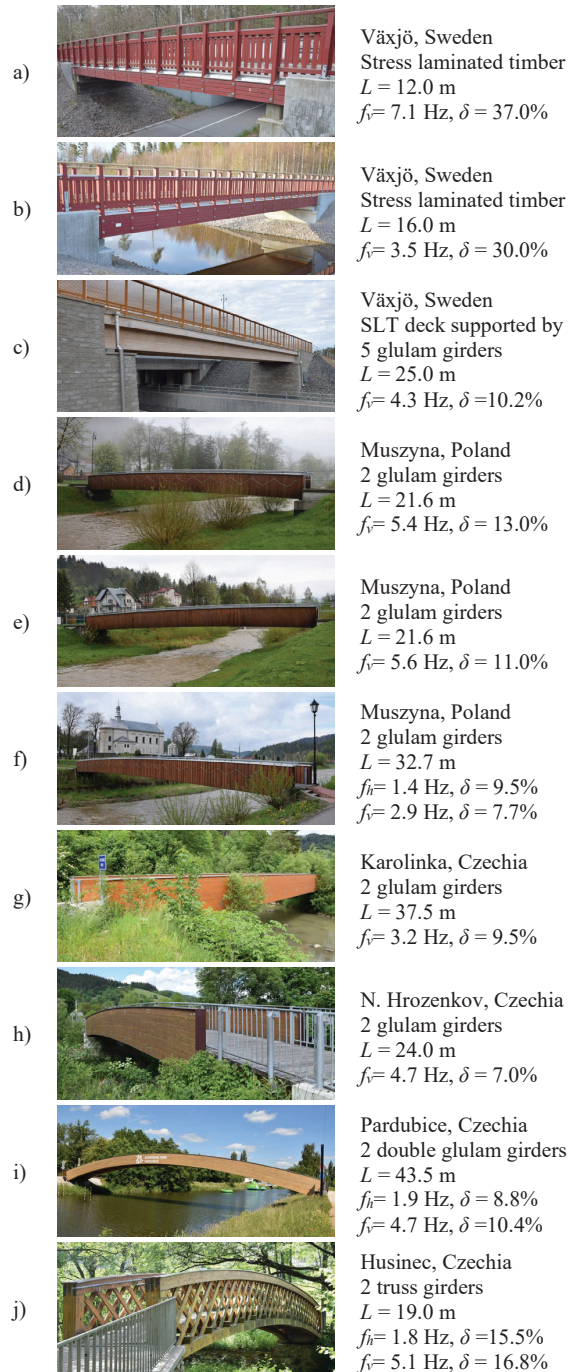 a)
Växjö, Sweden
Stress laminated timber
L = 12.0 m
fv= 7.1 Hz, δ = 37.0%
b)
Växjö, Sweden
Stress laminated timber
L = 16.0 m
fv= 3.5 Hz, δ = 30.0%
c)
Växjö, Sweden
SLT deck supported by
5 glulam girders
L = 25.0 m
fv= 4.3 Hz, δ =10.2%
d)
Muszyna, Poland
2 glulam girders
L = 21.6 m
fv= 5.4 Hz, δ = 13.0%
e)
Muszyna, Poland
2 glulam girders
L = 21.6 m
fv= 5.6 Hz, δ = 11.0%
f)
Muszyna, Poland
2 glulam girders
L = 32.7 m
fh= 1.4 Hz, δ = 9.5%
fv= 2.9 Hz, δ = 7.7%
g)
Karolinka, Czechia
2 glulam girders
L = 37.5 m
fv= 3.2 Hz, δ = 9.5%
h)
N. Hrozenkov, Czechia
2 glulam girders
L = 24.0 m
fv= 4.7 Hz, δ = 7.0%
i)
Pardubice, Czechia
2 double glulam girders
L = 43.5 m
fh= 1.9 Hz, δ = 8.8%
fv= 4.7 Hz, δ =10.4%
j)
Husinec, Czechia
2 truss girders
L = 19.0 m
fh= 1.8 Hz, δ =15.5%
fv= 5.1 Hz, δ = 16.8%